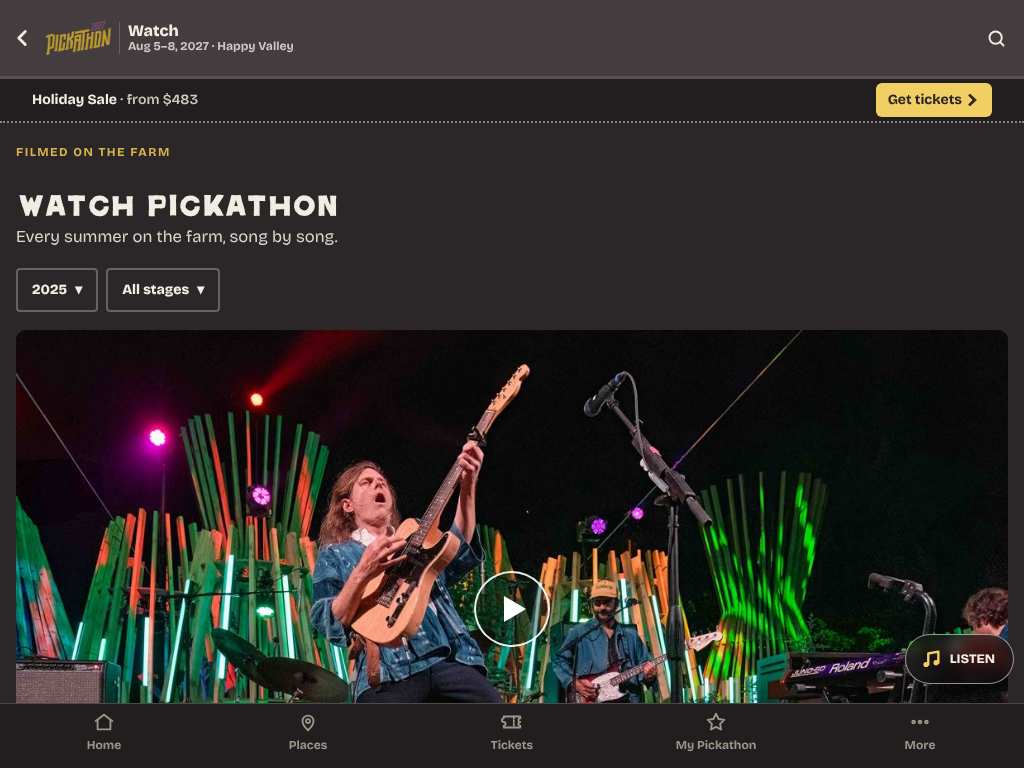 PICKATHON
Watch
Aug 5–8, 2027 · Happy Valley
Holiday Sale · from $483
Get tickets
FILMED ON THE FARM
WATCH PICKATHON
Every summer on the farm, song by song.
2025 ▾
All stages ▾
JUNO-60 Roland
LISTEN
Home
Places
Tickets
My Pickathon
More